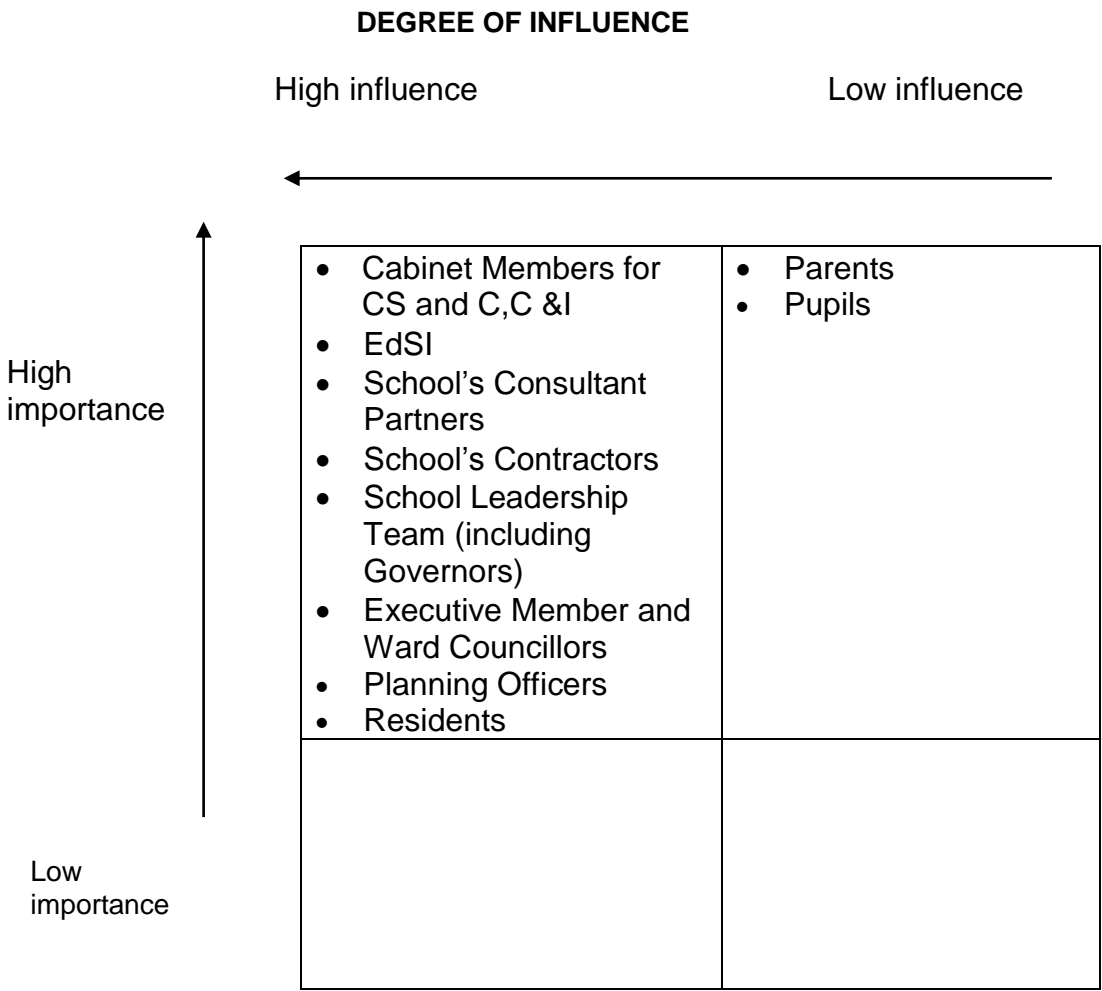 DEGREE OF INFLUENCE
High influence
Low influence
High
importance
• Cabinet Members for
CS and C,C &I
• EdSI
• School’s Consultant
Partners
• School’s Contractors
• School Leadership
Team (including
Governors)
• Executive Member and
Ward Councillors
• Planning Officers
• Residents
• Parents
• Pupils
Low
importance